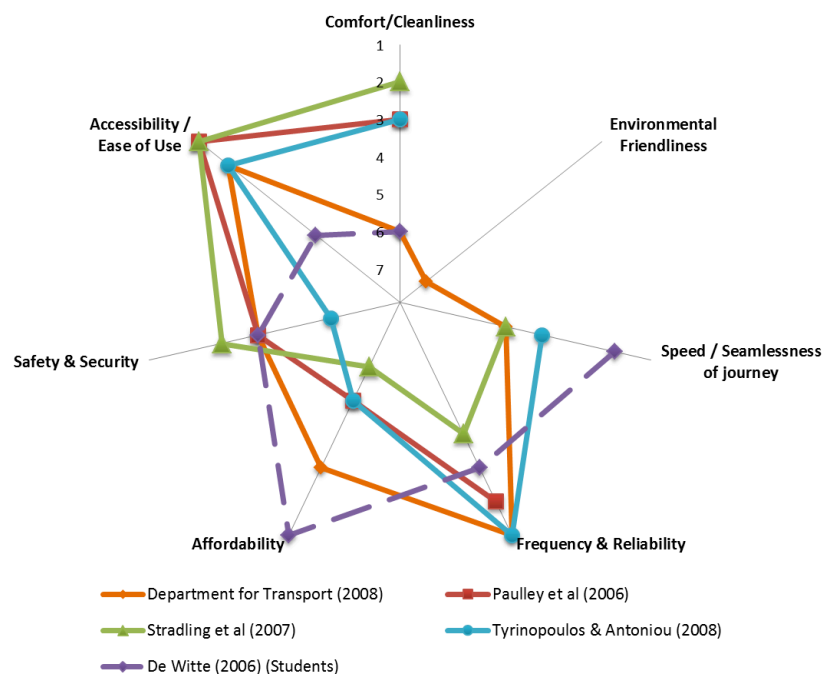 Comfort/Cleanliness
1
2
3
4
5
6
7
Environmental
Friendliness
Speed / Seamlessness
of journey
Frequency & Reliability
Affordability
Safety & Security
Accessibility /
Ease of Use
Department for Transport (2008)
Paulley et al (2006)
Stradling et al (2007)
Tyrinopoulos & Antoniou (2008)
De Witte (2006) (Students)